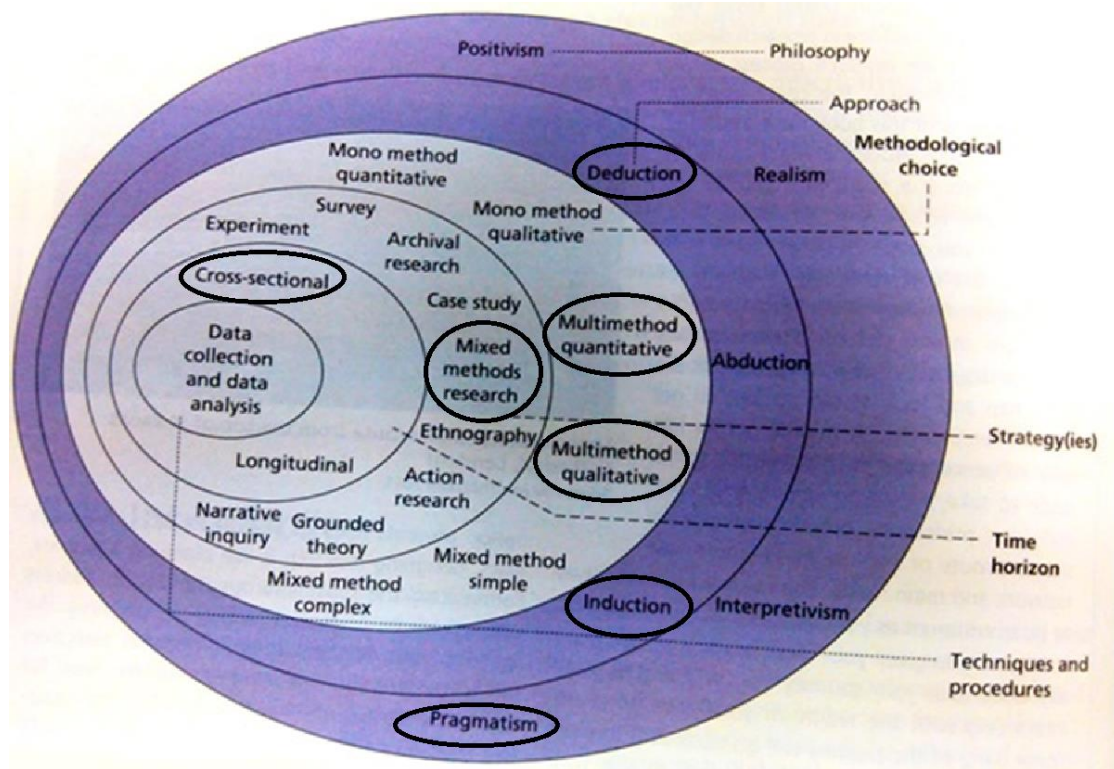 Positivism
Philosophy
Approach
Methodological
choice
Mono method
quantitative
Deduction
Realism
Survey
Mono method
qualitative
Experiment
Archival
research
Cross-sectional
Case study
Multimethod
quantitative
Data
collection
and data
analysis
Mixed
methods
research
Abduction
Ethnography
Strategy(ies)
Multimethod
qualitative
Longitudinal
Action
research
Narrative
inquiry
Grounded
theory
Time
horizon
Mixed method
simple
Mixed method
complex
Induction
Interpretivism
Techniques and
procedures
Pragmatism